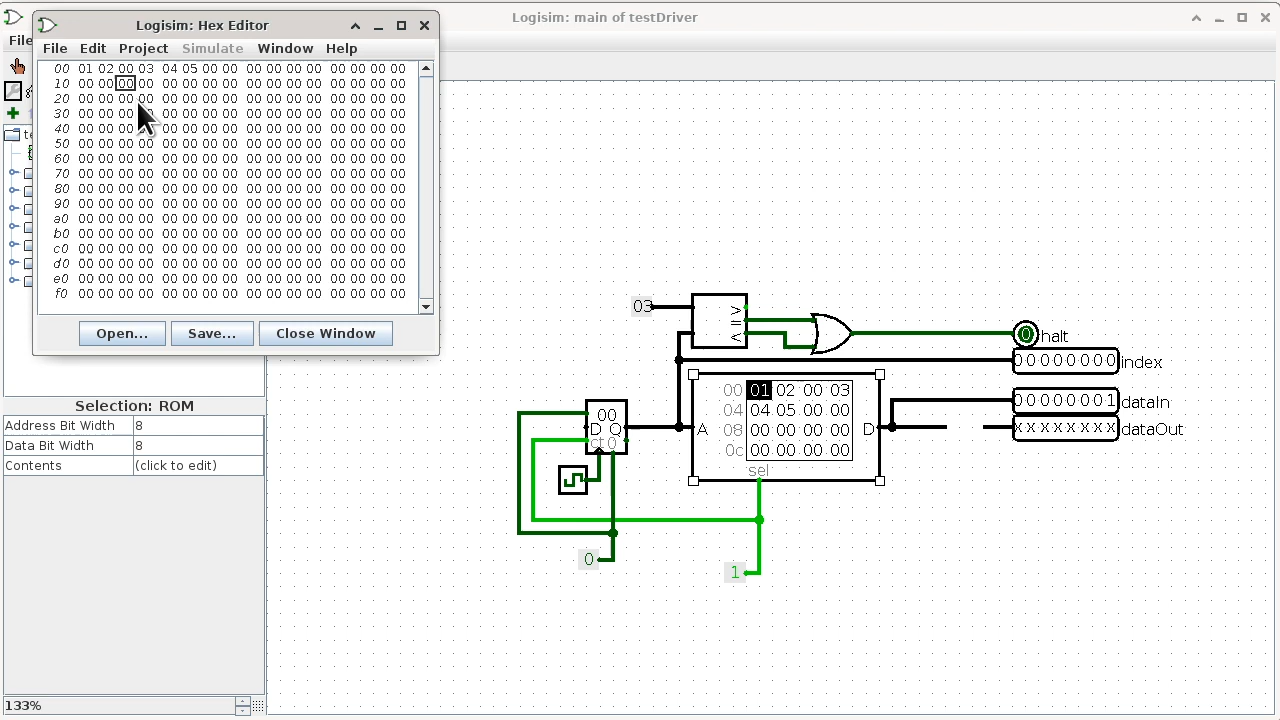 Logisim: main of testDriver
Logisim: Hex Editor
File
File Edit Project Simulate Window Help
00 01 02 00 03 04 05 00 00 00 00 00 00 00 00 00 00
10 00 00 00 00 00 00 00 00 00 00 00 00 00 00 00 00
20 00 00 00 00 00 00 00 00 00 00 00 00 00 00 00 00
30 00 00 00 00 00 00 00 00 00 00 00 00 00 00 00
40 00 00 00 00 00 00 00 00 00 00 00 00 00 00 00 00
50 00 00 00 00 00 00 00 00 00 00 00 00 00 00 00 00
60 00 00 00 00 00 00 00 00 00 00 00 00 00 00 00 00
70 00 00 00 00 00 00 00 00 00 00 00 00 00 00 00 00
80 00 00 00 00 00 00 00 00 00 00 00 00 00 00 00 00
90 00 00 00 00 00 00 00 00 00 00 00 00 00 00 00 00
a0 00 00 00 00 00 00 00 00 00 00 00 00 00 00 00 00
b0 00 00 00 00 00 00 00 00 00 00 00 00 00 00 00 00
c0 00 00 00 00 00 00 00 00 00 00 00 00 00 00 00 00
d0 00 00 00 00 00 00 00 00 00 00 00 00 00 00 00 00
e0 00 00 00 00 00 00 00 00 00 00 00 00 00 00 00 00
f0 00 00 00 00 00 00 00 00 00 00 00 00 00 00 00 00
Open... Save... Close Window
Selection: ROM
Address Bit Width 8
Data Bit Width 8
Contents (click to edit)
133%
03
>
=
<
0 halt
00000000 index
00000001 dataIn
xxxxxxxx dataOut
00
D Q
ct 0
A
D
00 01 02 00 03
04 04 05 00 00
08 00 00 00 00
0c 00 00 00 00
sel
0
1